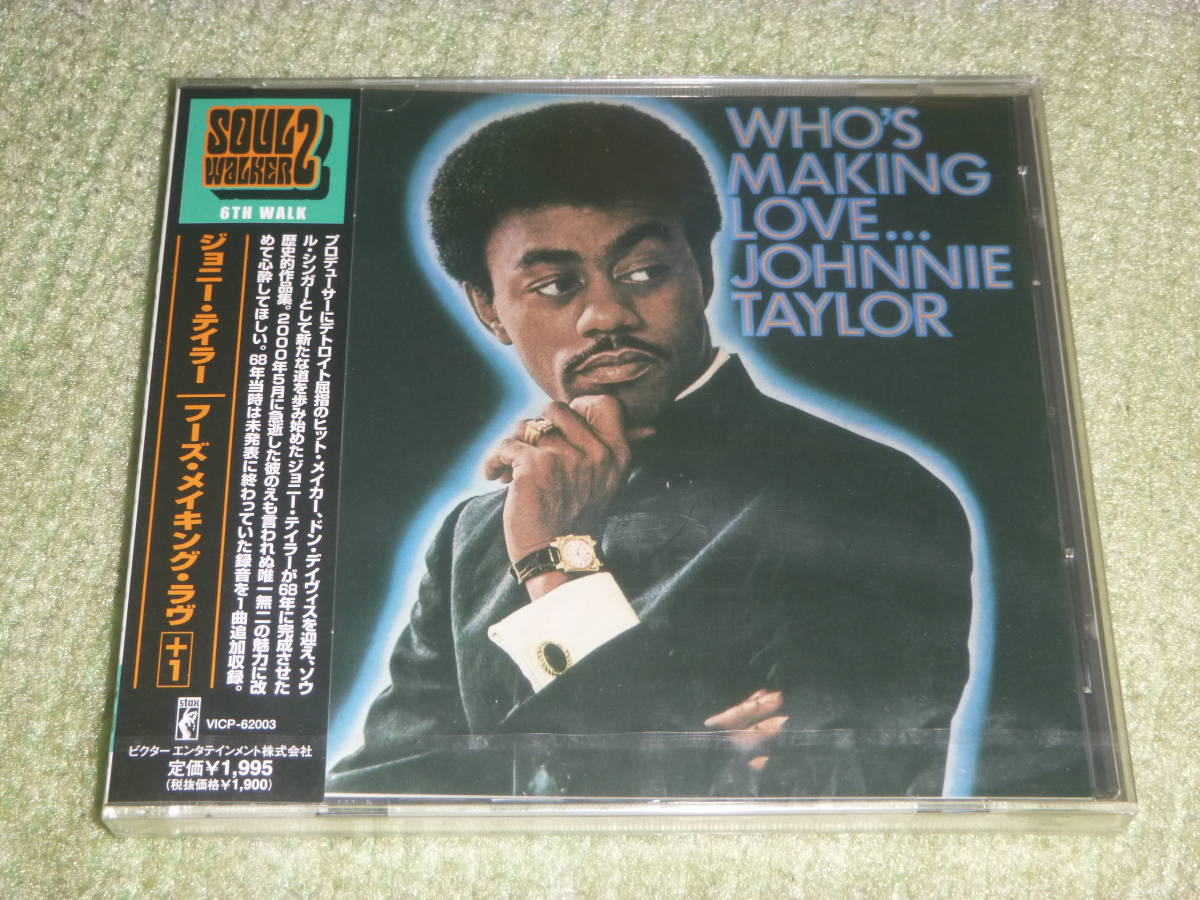 SOUL
WALKER 2
6TH WALK
プロデューサーにデトロイト屈指のヒット・メイカー、ドン・デイヴィスを迎え、ソウ
ル・シンガーとして新たな道を歩み始めたジョニー・テイラーが68年に完成させた
歴史的作品集。2000年5月に急逝した彼のえも言われぬ唯一無二の魅力に改
めて心酔してほしい。68年当時は未発表に終わっていた録音を1曲追加収録。
ジョニー・テイラー|フーズ・メイキング・ラヴ +1
stax
VICP-62003
ビクター エンタテインメント株式会社
定価¥1,995
(税抜価格¥1,900)
WHO'S
MAKING
LOVE...
JOHNNIE
TAYLOR